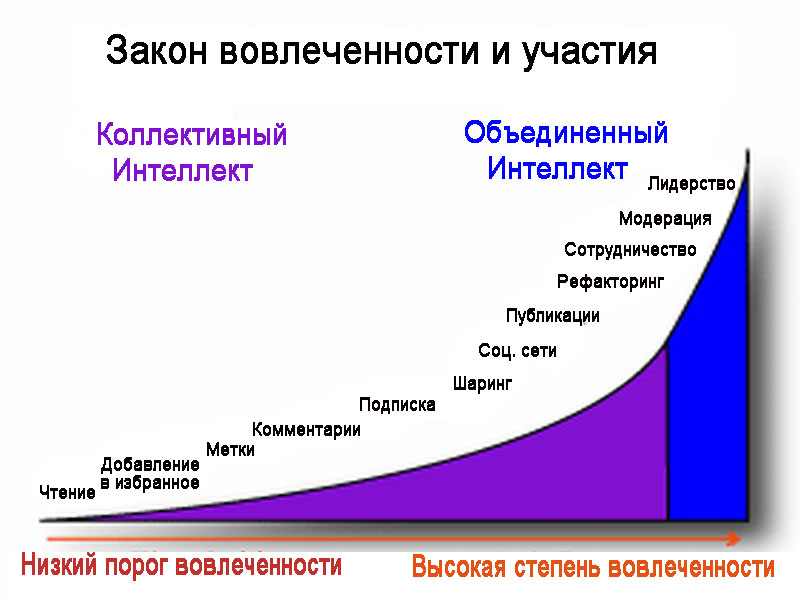 Закон вовлеченности и участия
Коллективный
Интеллект
Объединенный
Интеллект
Лидерство
Модерация
Сотрудничество
Рефакторинг
Публикации
Соц. сети
Шаринг
Подписка
Комментарии
Метки
Добавление
в избранное
Чтение
Низкий порог вовлеченности
Высокая степень вовлеченности